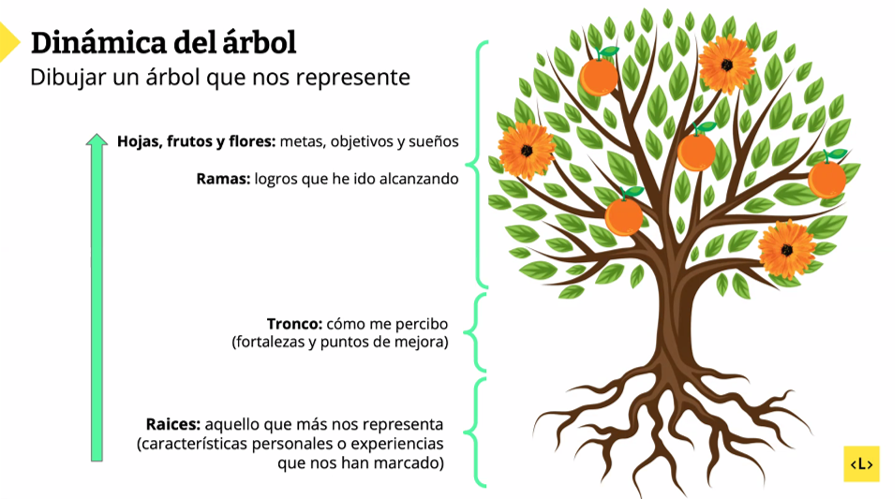 Dinámica del árbol
Dibujar un árbol que nos represente
Hojas, frutos y flores: metas, objetivos y sueños
Ramas: logros que he ido alcanzando
Tronco: cómo me percibo
(fortalezas y puntos de mejora)
Raices: aquello que más nos representa
(características personales o experiencias
que nos han marcado)
<L>